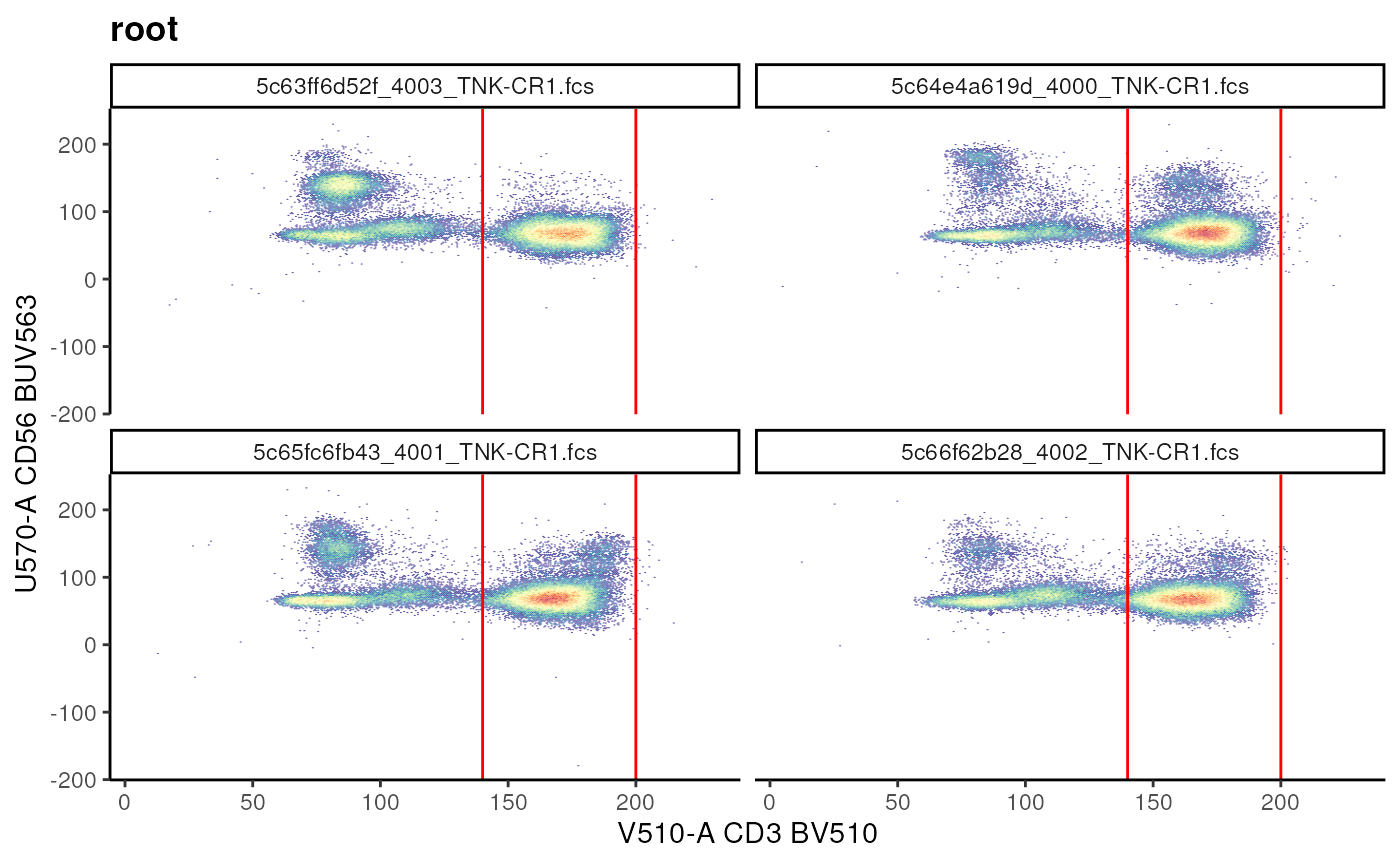 root
5c63ff6d52f_4003_TNK-CR1.fcs
5c64e4a619d_4000_TNK-CR1.fcs
200
100
0
-100
-200
5c65fc6fb43_4001_TNK-CR1.fcs
5c66f62b28_4002_TNK-CR1.fcs
200
100
0
-100
-200
U570-A CD56 BUV563
0 50 100 150 200
0 50 100 150 200
V510-A CD3 BV510